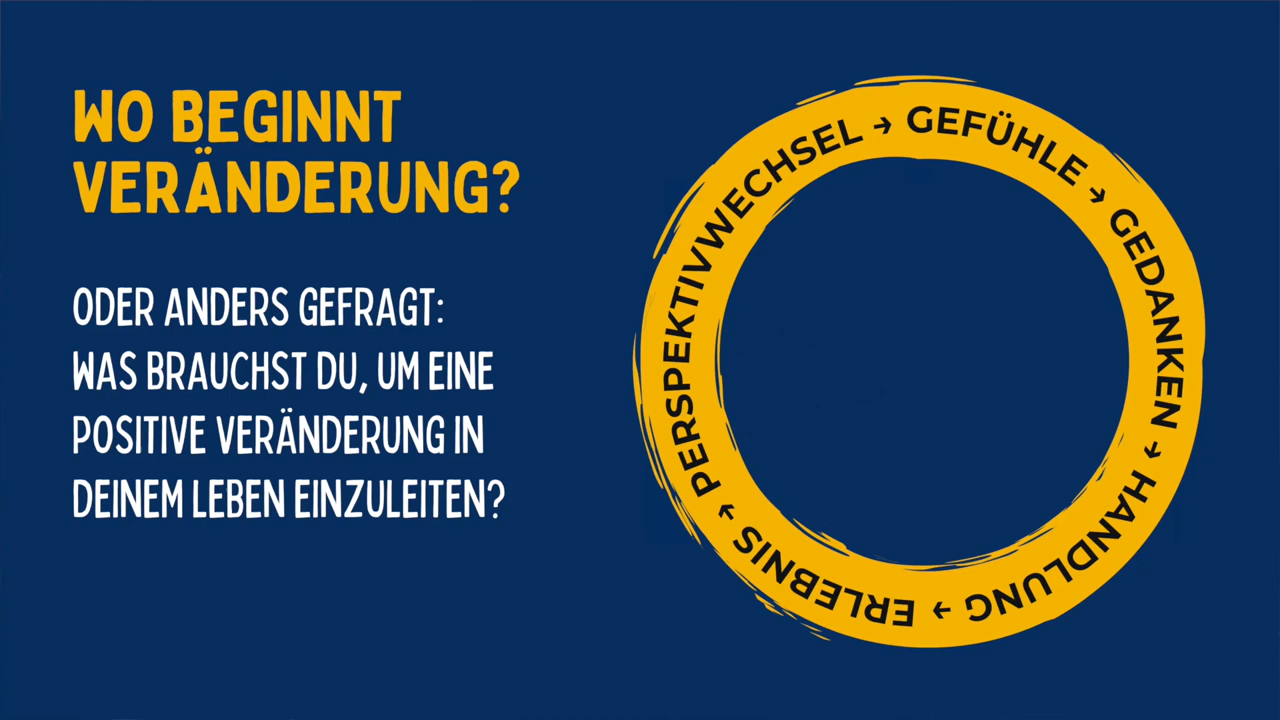 WO BEGINNT
VERÄNDERUNG?
ODER ANDERS GEFRAGT:
WAS BRAUCHST DU, UM EINE
POSITIVE VERÄNDERUNG IN
DEINEM LEBEN EINZULEITEN?
PERSPEKTIVWECHSEL → GEFÜHLE → GEDANKEN → HANDLUNG → ERLEBNIS →